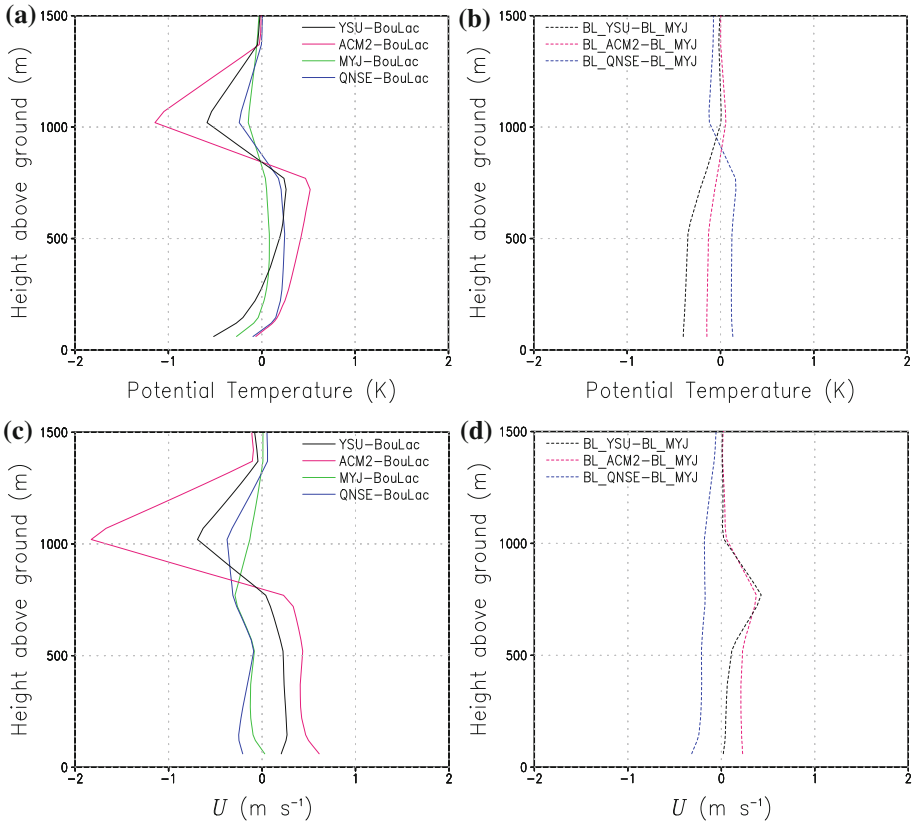 (a)
1500
1000
500
0
Height above ground (m)
YSU−BouLac
ACM2−BouLac
MYJ−BouLac
QNSE−BouLac
−2
−1
0
1
2
Potential Temperature (K)
(b)
1500
1000
500
0
Height above ground (m)
BL_YSU−BL_MYJ
BL_ACM2−BL_MYJ
BL_QNSE−BL_MYJ
−2
−1
0
1
2
Potential Temperature (K)
(c)
1500
1000
500
0
Height above ground (m)
YSU−BouLac
ACM2−BouLac
MYJ−BouLac
QNSE−BouLac
−2
−1
0
1
2
U (m s⁻¹)
(d)
1500
1000
500
0
Height above ground (m)
BL_YSU−BL_MYJ
BL_ACM2−BL_MYJ
BL_QNSE−BL_MYJ
−2
−1
0
1
2
U (m s⁻¹)